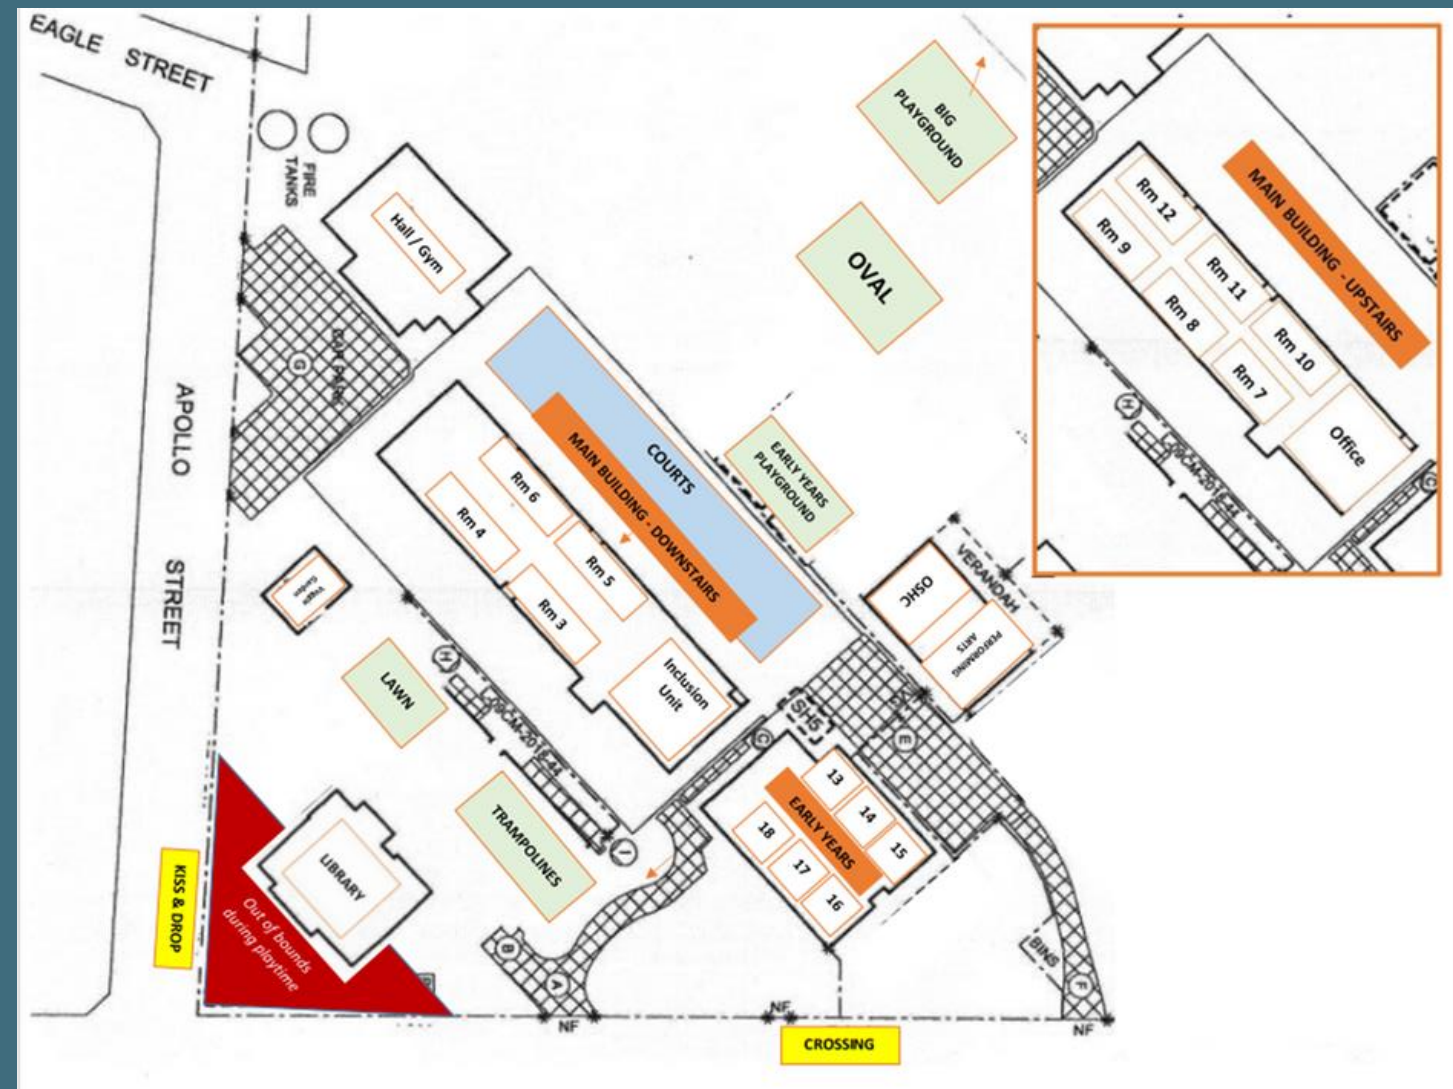 EAGLE STREET
FIRE
TANKS
Hall / Gym
BIG
PLAYGROUND
OVAL
CAR PARK
G
APOLLO STREET
COURTS
MAIN BUILDING - DOWNSTAIRS
Rm 6
Rm 4
Rm 5
Rm 3
Inclusion
Unit
EARLY YEARS
PLAYGROUND
VERANDAH
OSHC
PERFORMING
ARTS
Veggie
Garden
LAWN
H
TRAMPOLINES
J
C
SH5
E
EARLY YEARS
13
14
15
18
17
16
LIBRARY
Out of bounds
during playtime
KISS & DROP
B
A
NF
NF
CROSSING
BINS
F
NF
MAIN BUILDING - UPSTAIRS
Rm 12
Rm 9
Rm 11
Rm 8
Rm 10
Rm 7
Office
H
C